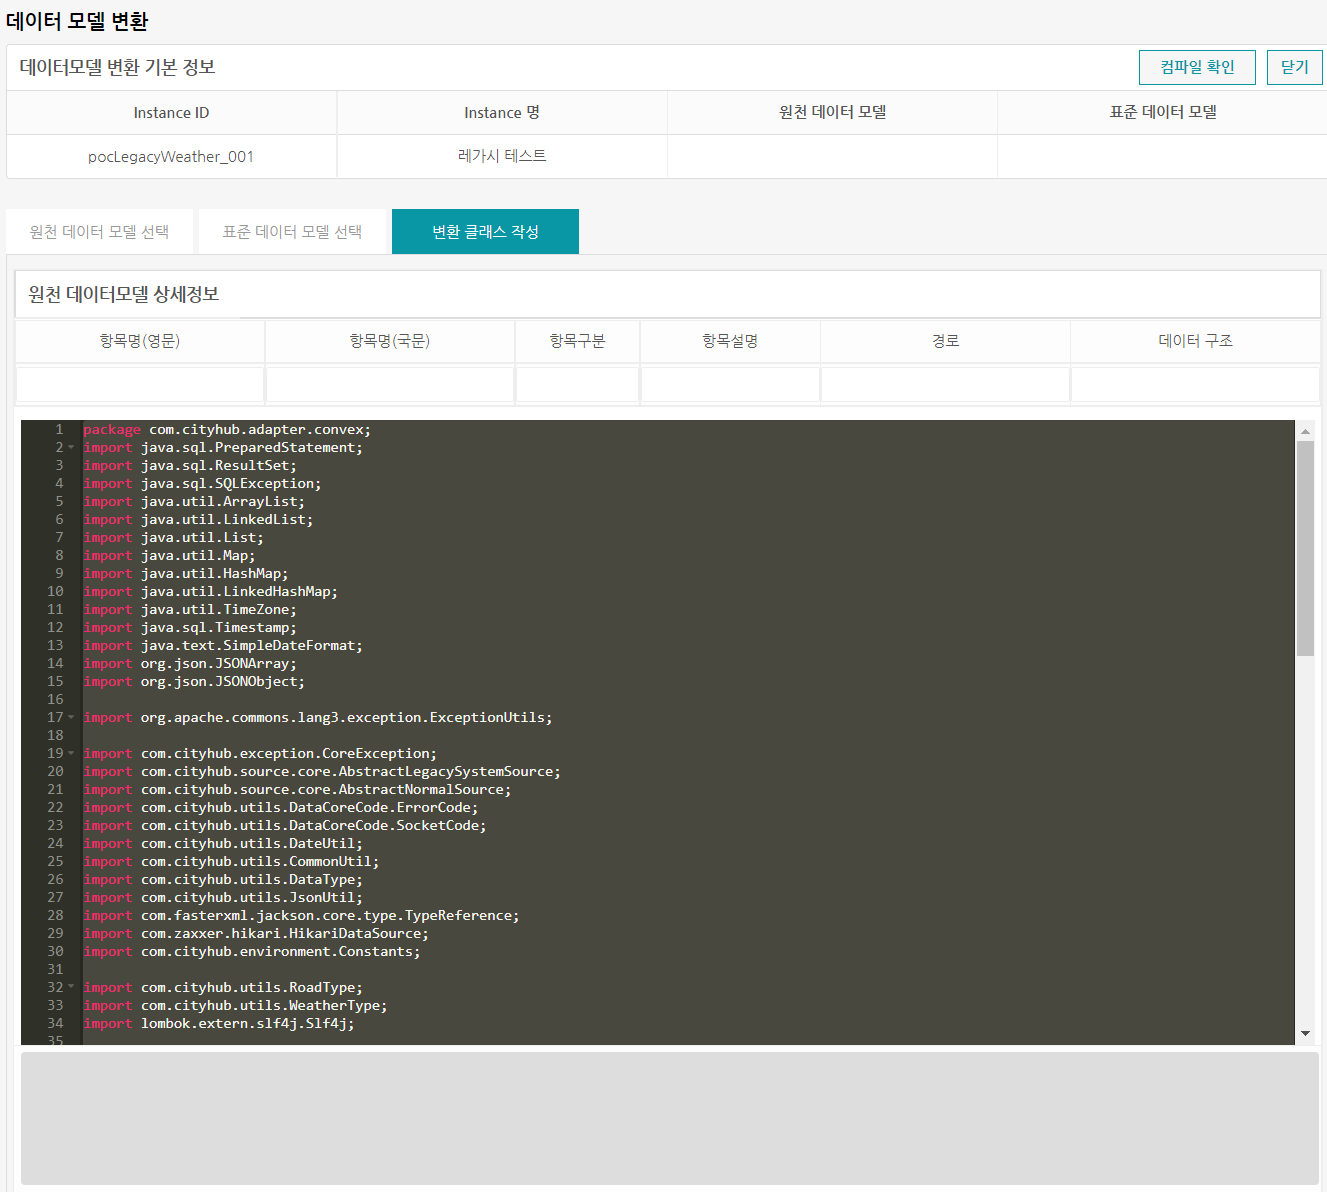 데이터 모델 변환
데이터모델 변환 기본 정보 컴파일 확인 닫기
Instance ID Instance 명 원천 데이터 모델 표준 데이터 모델
pocLegacyWeather_001 레가시 테스트
원천 데이터 모델 선택 표준 데이터 모델 선택 변환 클래스 작성
원천 데이터모델 상세정보
항목명(영문) 항목명(국문) 항목구분 항목설명 경로 데이터 구조
1 package com.cityhub.adapter.convex;
2 import java.sql.PreparedStatement;
3 import java.sql.ResultSet;
4 import java.sql.SQLException;
5 import java.util.ArrayList;
6 import java.util.LinkedList;
7 import java.util.List;
8 import java.util.Map;
9 import java.util.HashMap;
10 import java.util.LinkedHashMap;
11 import java.util.TimeZone;
12 import java.sql.Timestamp;
13 import java.text.SimpleDateFormat;
14 import org.json.JSONArray;
15 import org.json.JSONObject;
16
17 import org.apache.commons.lang3.exception.ExceptionUtils;
18
19 import com.cityhub.exception.CoreException;
20 import com.cityhub.source.core.AbstractLegacySystemSource;
21 import com.cityhub.source.core.AbstractNormalSource;
22 import com.cityhub.utils.DataCoreCode.ErrorCode;
23 import com.cityhub.utils.DataCoreCode.SocketCode;
24 import com.cityhub.utils.DateUtil;
25 import com.cityhub.utils.CommonUtil;
26 import com.cityhub.utils.DataType;
27 import com.cityhub.utils.JsonUtil;
28 import com.fasterxml.jackson.core.type.TypeReference;
29 import com.zaxxer.hikari.HikariDataSource;
30 import com.cityhub.environment.Constants;
31
32 import com.cityhub.utils.RoadType;
33 import com.cityhub.utils.WeatherType;
34 import lombok.extern.slf4j.Slf4j;
35